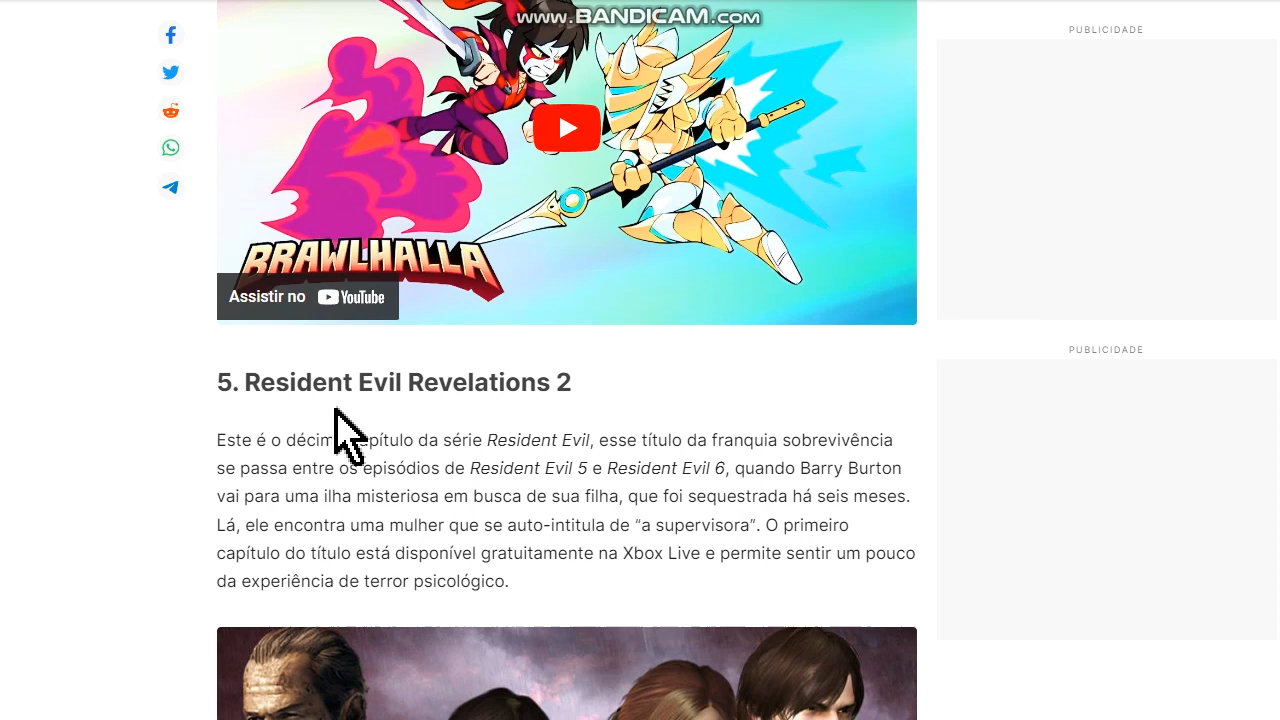 www.BANDICAM.com
PUBLICIDADE
BRAWLHALLA
Assistir no YouTube
PUBLICIDADE
5. Resident Evil Revelations 2
Este é o décim pítulo da série Resident Evil, esse título da franquia sobrevivência
se passa entre os episódios de Resident Evil 5 e Resident Evil 6, quando Barry Burton
vai para uma ilha misteriosa em busca de sua filha, que foi sequestrada há seis meses.
Lá, ele encontra uma mulher que se auto-intitula de “a supervisora”. O primeiro
capítulo do título está disponível gratuitamente na Xbox Live e permite sentir um pouco
da experiência de terror psicológico.